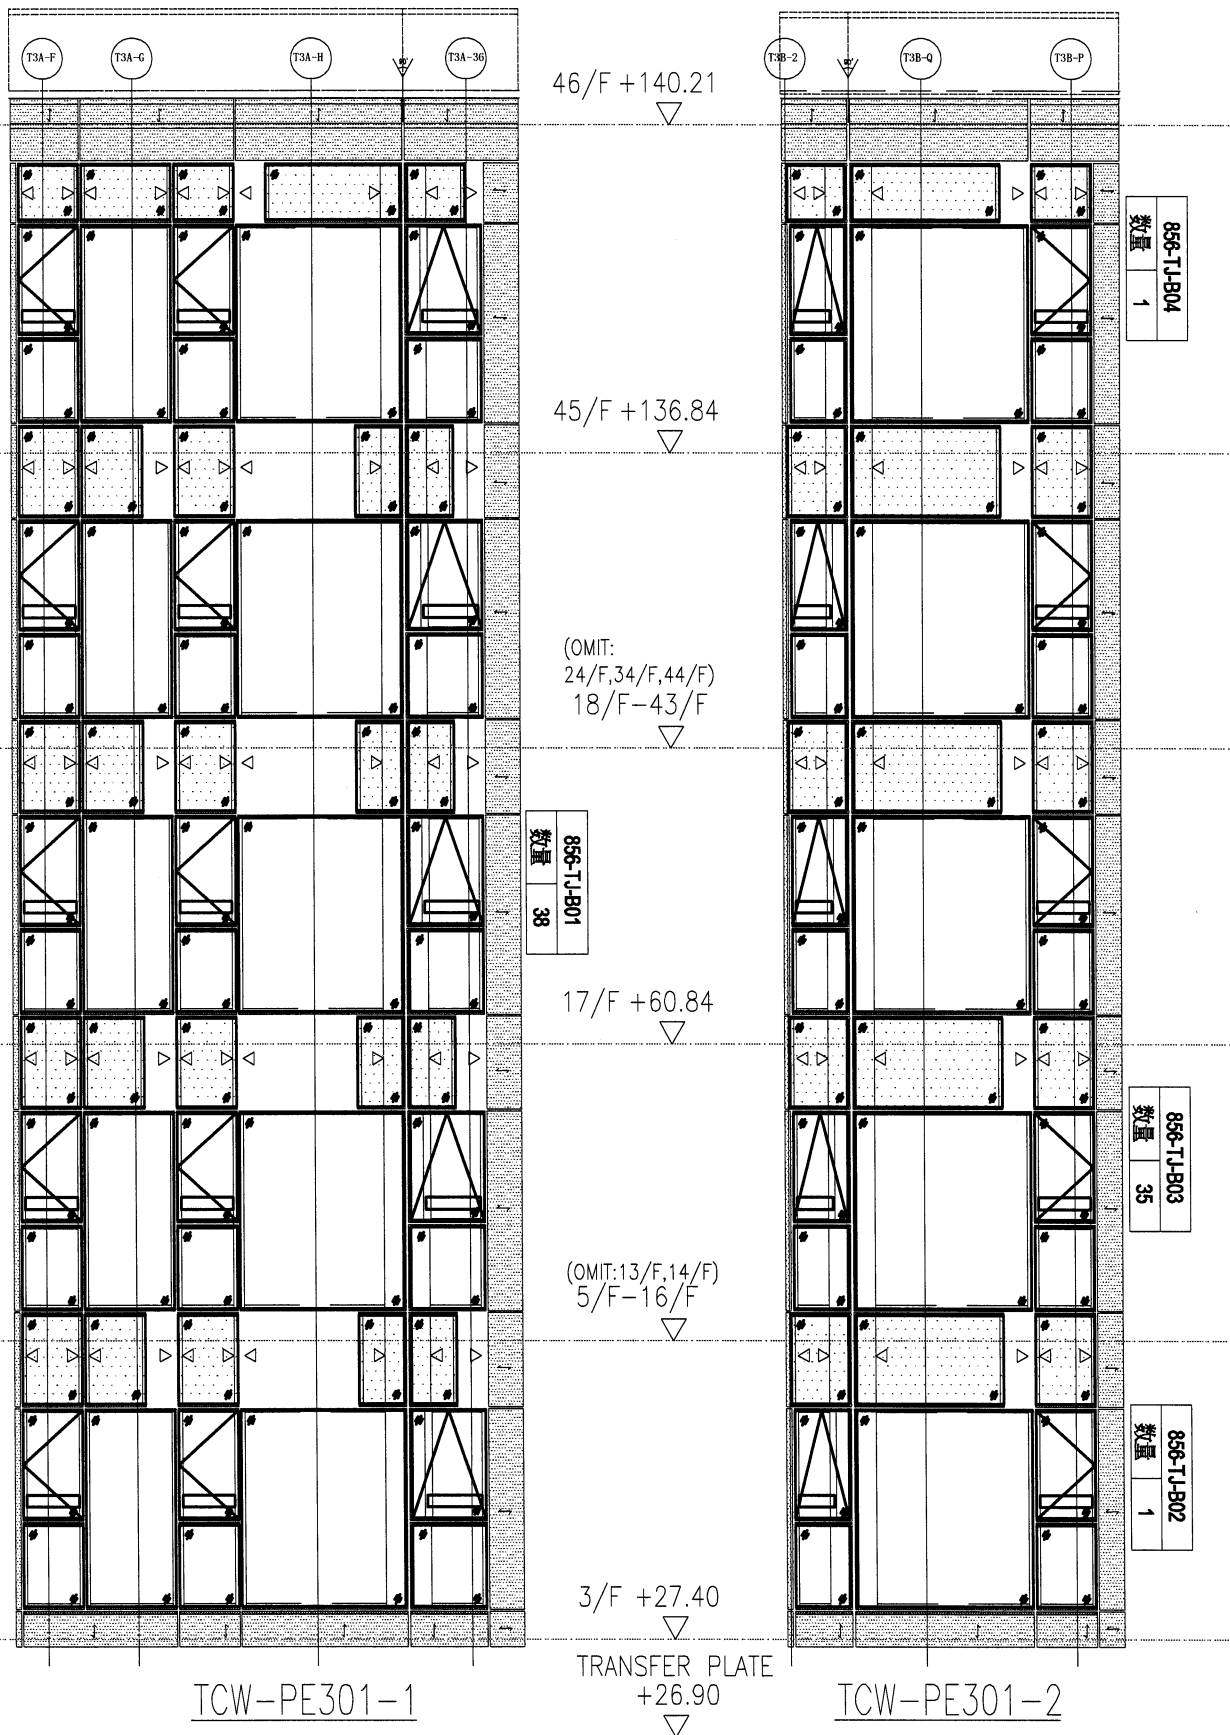 T3A-F
T3A-G
T3A-H
T3A-36
T3B-2
T3B-Q
T3B-P
46/F +140.21
856-TJ-B04
数量 1
45/F +136.84
(OMIT:
24/F,34/F,44/F)
18/F-43/F
856-TJ-B01
数量 38
17/F +60.84
856-TJ-B03
数量 35
(OMIT:13/F,14/F)
5/F-16/F
856-TJ-B02
数量 1
3/F +27.40
TRANSFER PLATE
+26.90
TCW-PE301-1
TCW-PE301-2